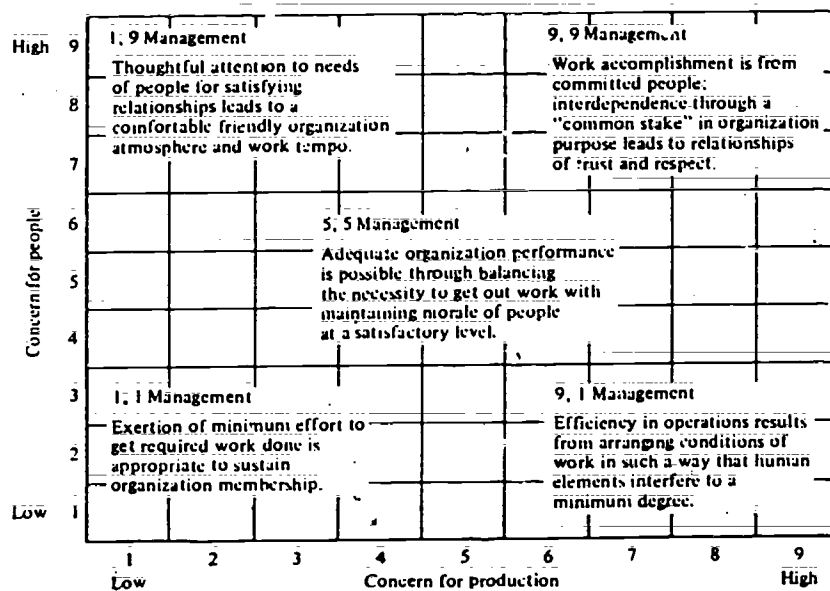 High 9
8
7
6
5
4
3
2
Low 1
Concern for people
1, 9 Management
Thoughtful attention to needs
of people for satisfying
relationships leads to a
comfortable friendly organization
atmosphere and work tempo.
9, 9 Management
Work accomplishment is from
committed people;
interdependence through a
"common stake" in organization
purpose leads to relationships
of trust and respect.
5, 5 Management
Adequate organization performance
is possible through balancing
the necessity to get out work with
maintaining morale of people
at a satisfactory level.
1, 1 Management
Exertion of minimum effort to
get required work done is
appropriate to sustain
organization membership.
9, 1 Management
Efficiency in operations results
from arranging conditions of
work in such a way that human
elements interfere to a
minimum degree.
1 2 3 4 5 6 7 8 9
Low Concern for production High